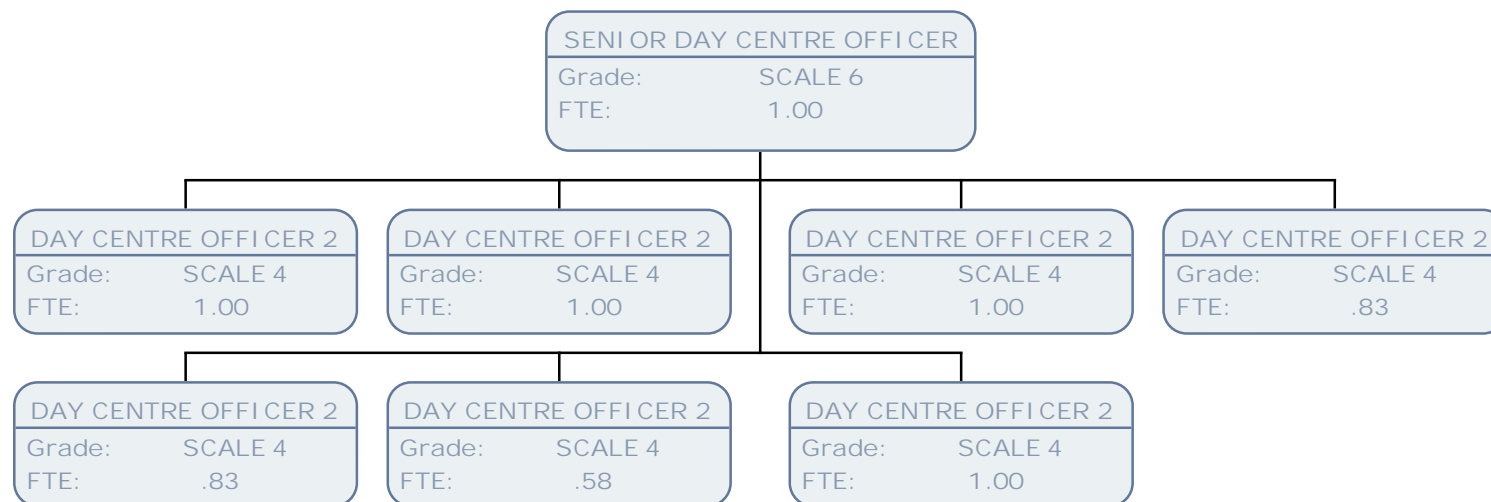 SENIOR DAY CENTRE OFFICER
Grade: SCALE 6
FTE: 1.00
DAY CENTRE OFFICER 2
Grade: SCALE 4
FTE: 1.00
DAY CENTRE OFFICER 2
Grade: SCALE 4
FTE: 1.00
DAY CENTRE OFFICER 2
Grade: SCALE 4
FTE: 1.00
DAY CENTRE OFFICER 2
Grade: SCALE 4
FTE: .83
DAY CENTRE OFFICER 2
Grade: SCALE 4
FTE: .83
DAY CENTRE OFFICER 2
Grade: SCALE 4
FTE: .58
DAY CENTRE OFFICER 2
Grade: SCALE 4
FTE: 1.00